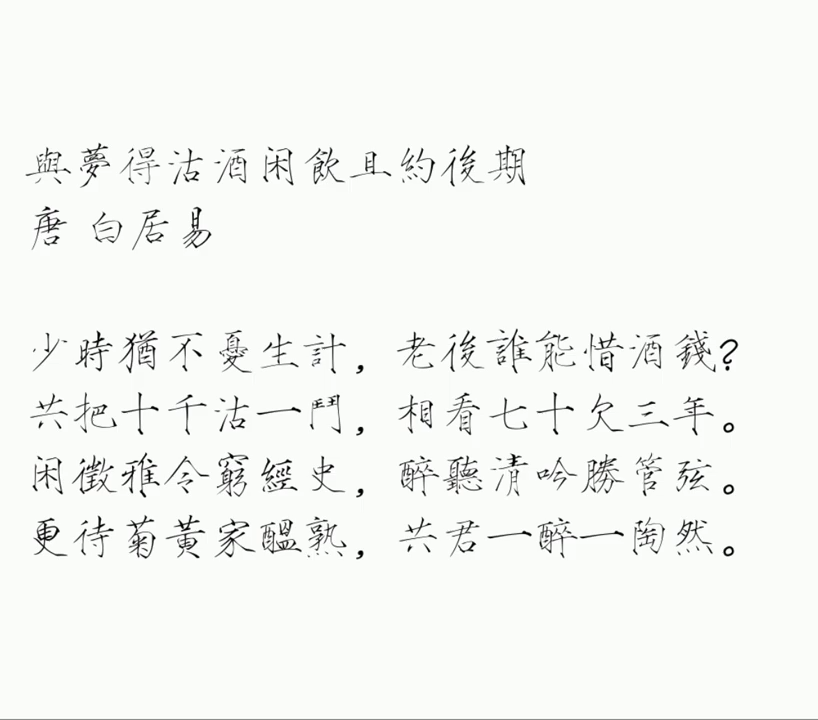 與夢得沽酒闲飲且約後期
唐 白居易
少時猶不憂生計，老後誰能惜酒錢？
共把十千沽一鬥，相看七十欠三年。
闲徵雅令窮經史，醉聽清吟勝管弦。
更待菊黃家醞熟，共君一醉一陶然。